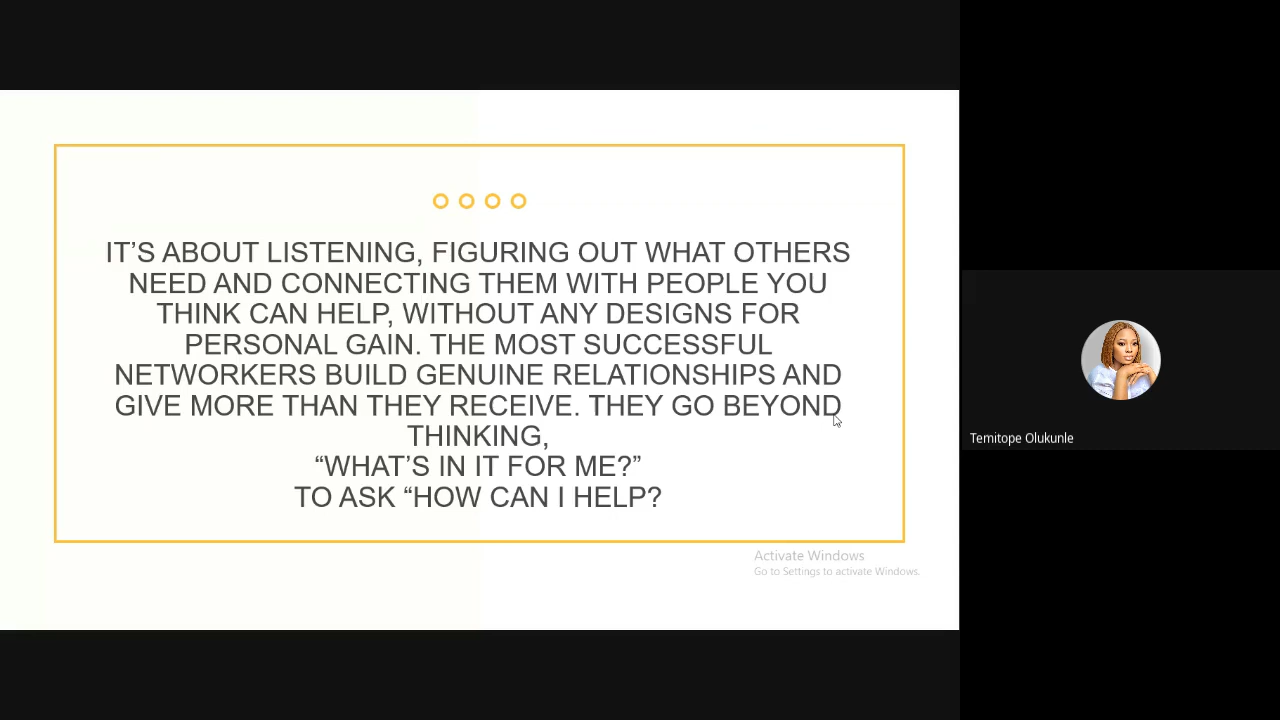 IT’S ABOUT LISTENING, FIGURING OUT WHAT OTHERS
NEED AND CONNECTING THEM WITH PEOPLE YOU
THINK CAN HELP, WITHOUT ANY DESIGNS FOR
PERSONAL GAIN. THE MOST SUCCESSFUL
NETWORKERS BUILD GENUINE RELATIONSHIPS AND
GIVE MORE THAN THEY RECEIVE. THEY GO BEYOND
THINKING,
“WHAT’S IN IT FOR ME?”
TO ASK “HOW CAN I HELP?
Activate Windows
Go to Settings to activate Windows.
Temitope Olukunle